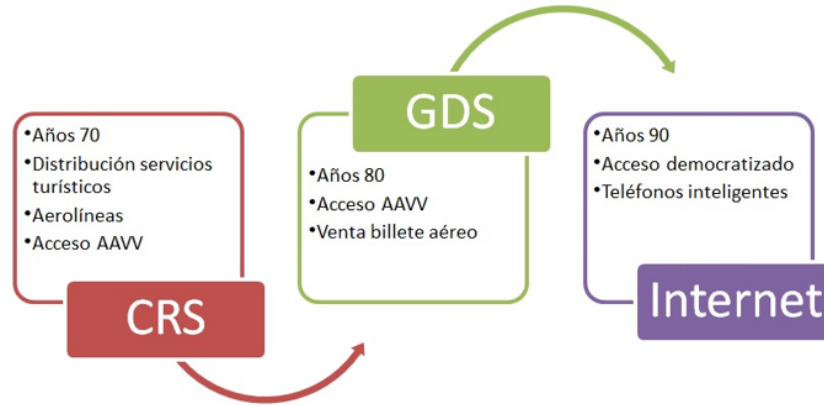 •Años 70
•Distribución servicios
turísticos
•Aerolíneas
•Acceso AAVV
CRS
GDS
•Años 80
•Acceso AAVV
•Venta billete aéreo
•Años 90
•Acceso democratizado
•Teléfonos inteligentes
Internet